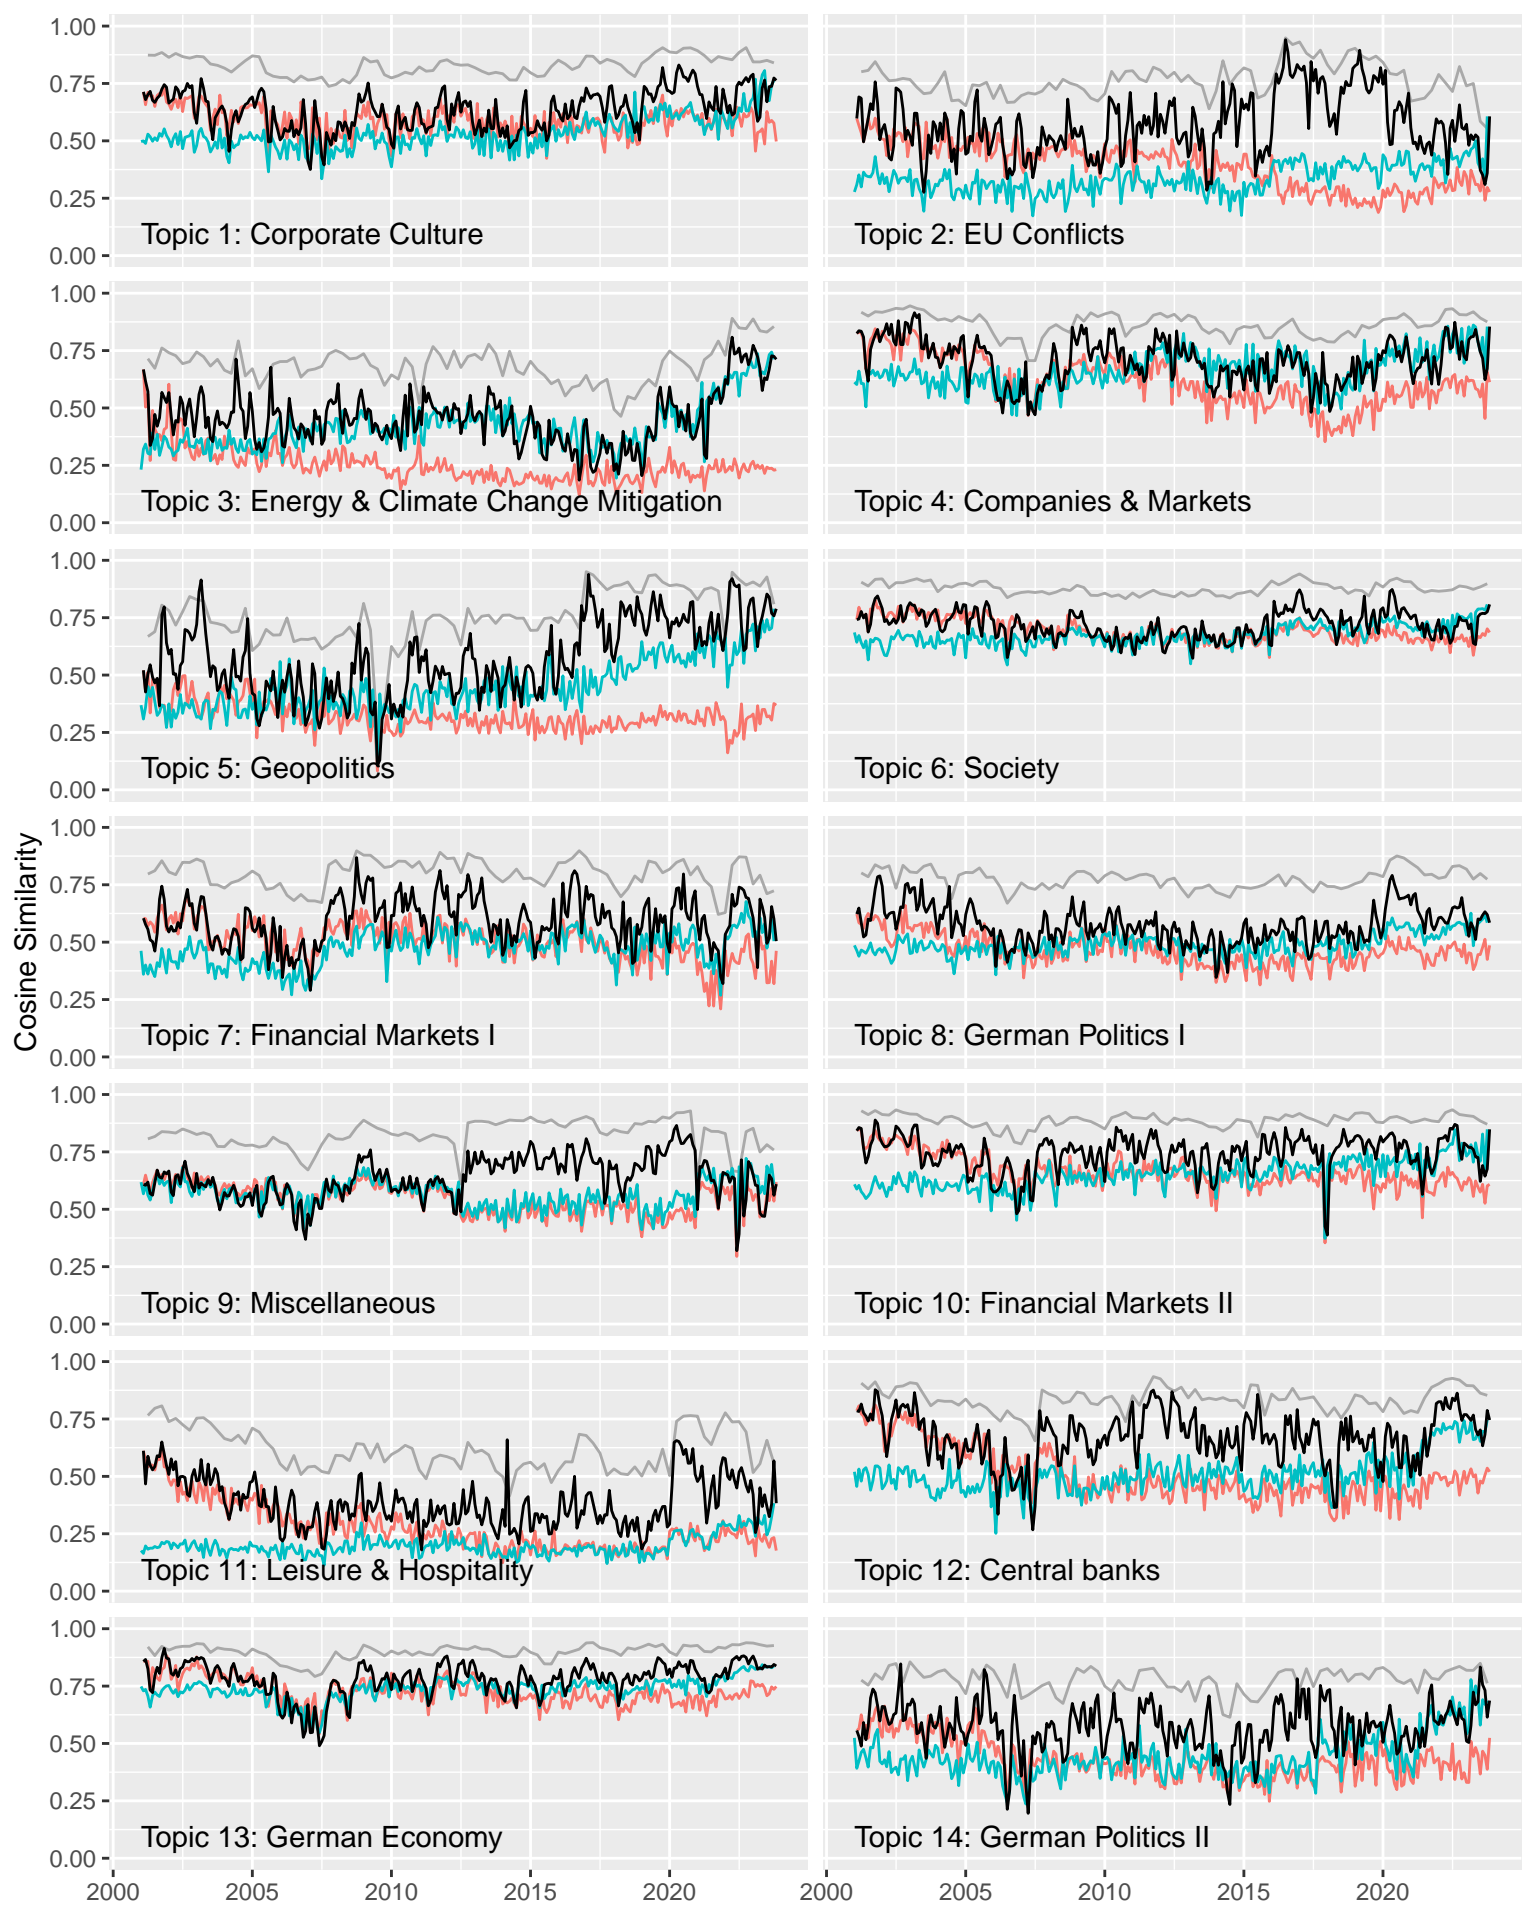 Cosine Similarity
1.00
0.75
0.50
0.25
0.00
Topic 1: Corporate Culture
Topic 2: EU Conflicts
1.00
0.75
0.50
0.25
0.00
Topic 3: Energy & Climate Change Mitigation
Topic 4: Companies & Markets
1.00
0.75
0.50
0.25
0.00
Topic 5: Geopolitics
Topic 6: Society
1.00
0.75
0.50
0.25
0.00
Topic 7: Financial Markets I
Topic 8: German Politics I
1.00
0.75
0.50
0.25
0.00
Topic 9: Miscellaneous
Topic 10: Financial Markets II
1.00
0.75
0.50
0.25
0.00
Topic 11: Leisure & Hospitality
Topic 12: Central banks
1.00
0.75
0.50
0.25
0.00
Topic 13: German Economy
Topic 14: German Politics II
2000 2005 2010 2015 2020 2000 2005 2010 2015 2020